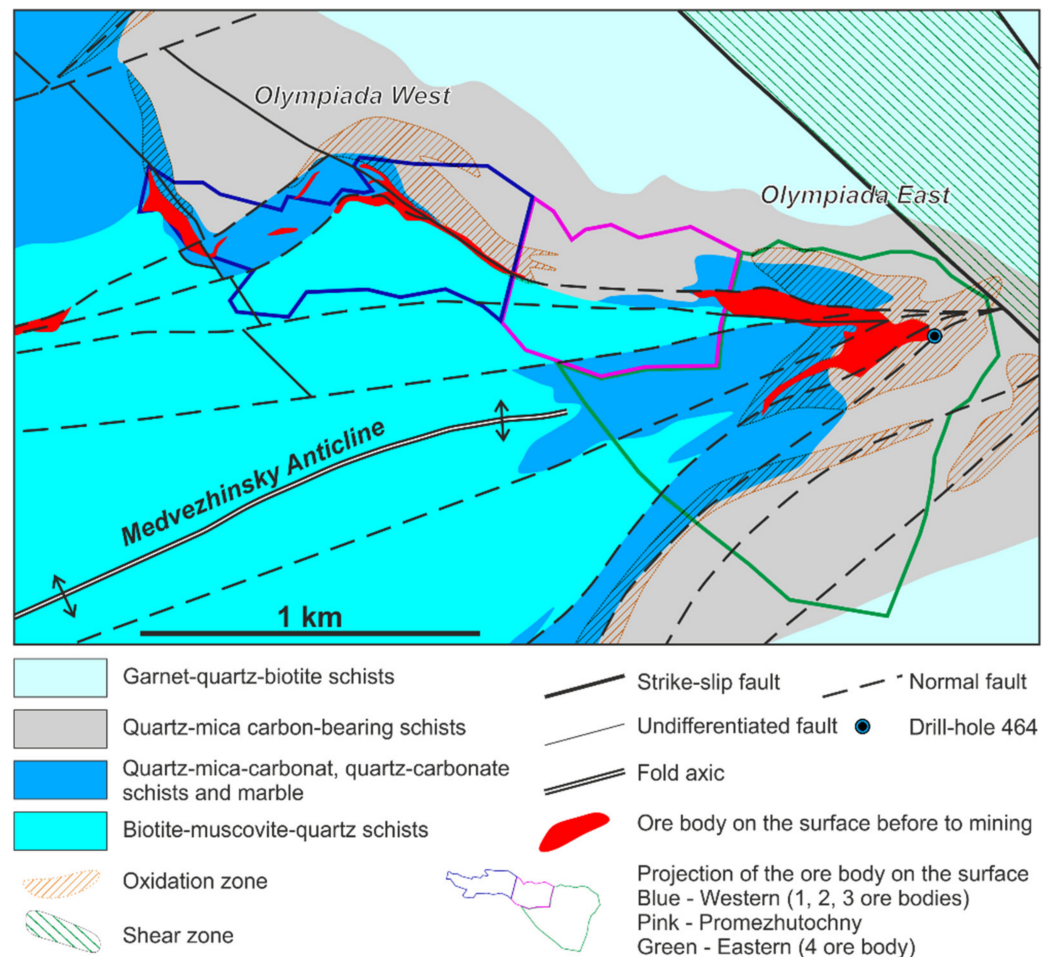 Olympiada West
Olympiada East
Medvezhinsky Anticline
1 km
Garnet-quartz-biotite schists
Quartz-mica carbon-bearing schists
Quartz-mica-carbonat, quartz-carbonate
schists and marble
Biotite-muscovite-quartz schists
Oxidation zone
Shear zone
Strike-slip fault
Normal fault
Undifferentiated fault
Drill-hole 464
Fold axic
Ore body on the surface before to mining
Projection of the ore body on the surface
Blue - Western (1, 2, 3 ore bodies)
Pink - Promezhutochny
Green - Eastern (4 ore body)